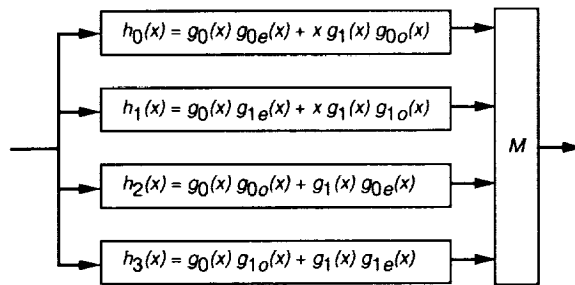 h₀(x) = g₀(x) g₀ₑ(x) + x g₁(x) g₀ₒ(x)
h₁(x) = g₀(x) g₁ₑ(x) + x g₁(x) g₁ₒ(x)
M
h₂(x) = g₀(x) g₀ₒ(x) + g₁(x) g₀ₑ(x)
h₃(x) = g₀(x) g₁ₒ(x) + g₁(x) g₁ₑ(x)